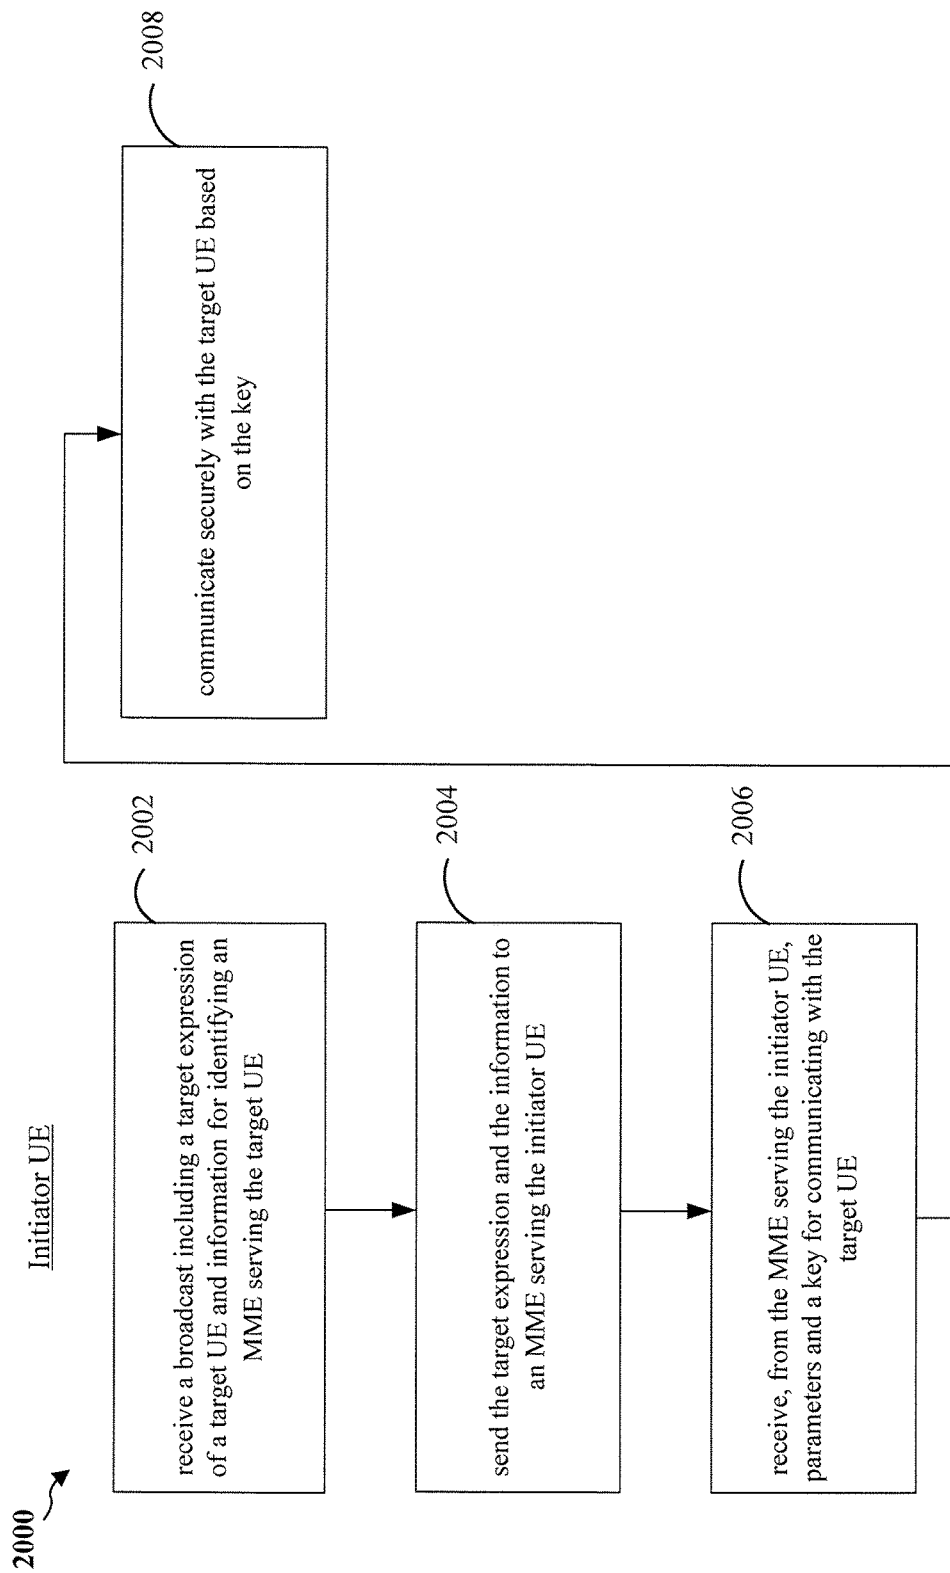 2000
Initiator UE
2002
receive a broadcast including a target expression
of a target UE and information for identifying an
MME serving the target UE
2004
send the target expression and the information to
an MME serving the initiator UE
2006
receive, from the MME serving the initiator UE,
parameters and a key for communicating with the
target UE
2008
communicate securely with the target UE based
on the key